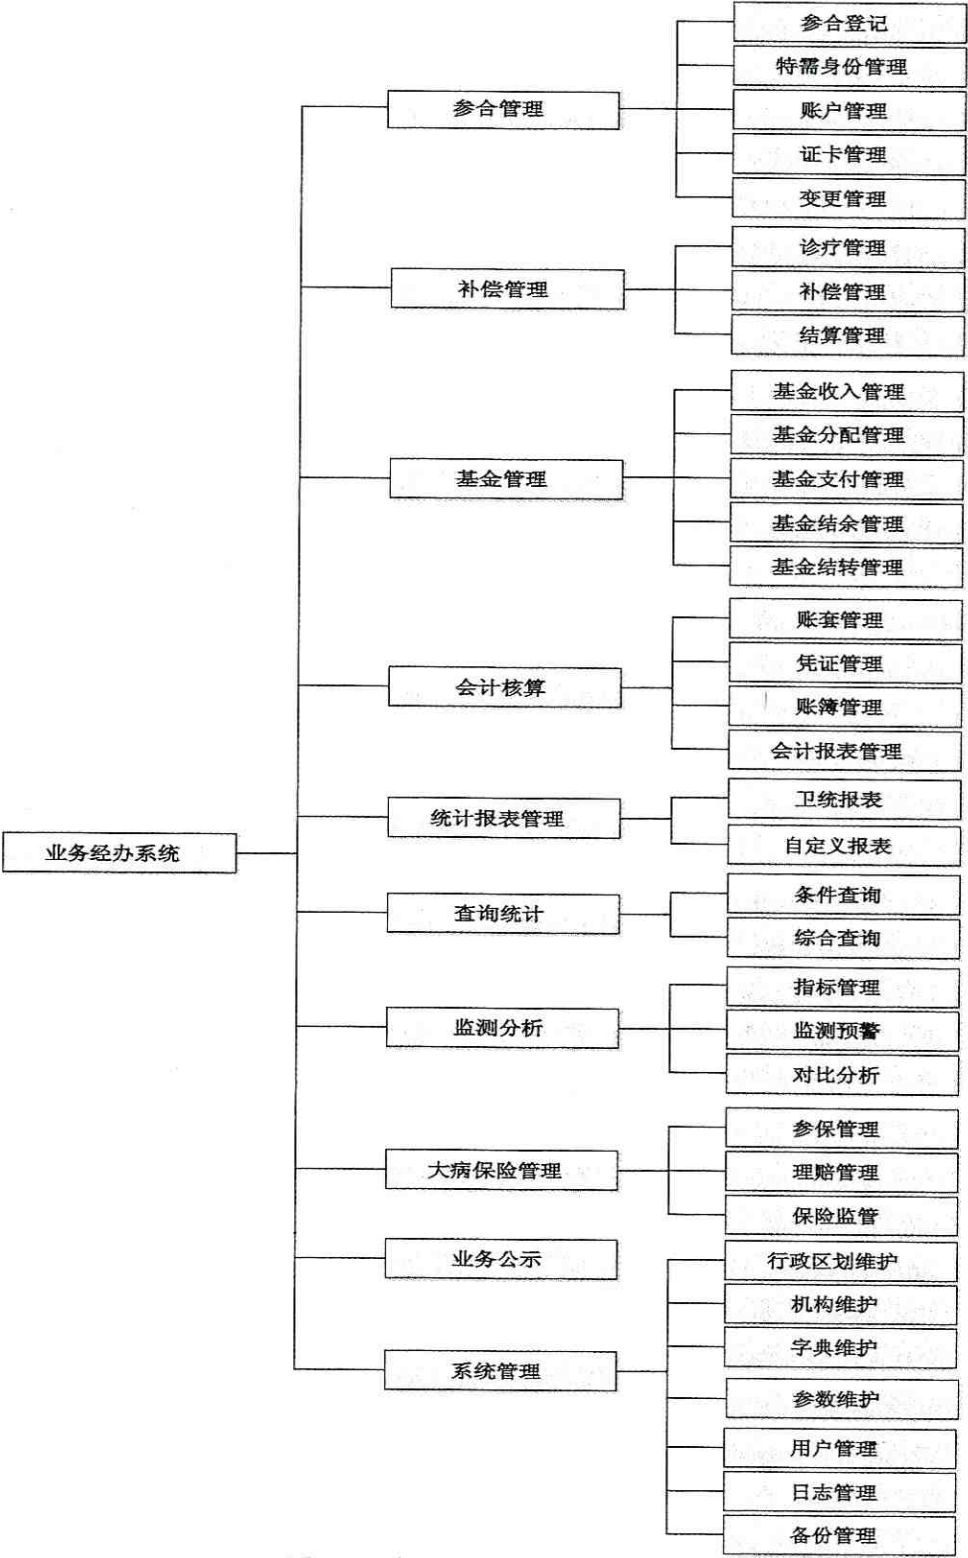 业务经办系统
参合管理
参合登记
特需身份管理
账户管理
证卡管理
变更管理
补偿管理
诊疗管理
补偿管理
结算管理
基金管理
基金收入管理
基金分配管理
基金支付管理
基金结余管理
基金结转管理
会计核算
账套管理
凭证管理
账簿管理
会计报表管理
统计报表管理
卫统报表
自定义报表
查询统计
条件查询
综合查询
监测分析
指标管理
监测预警
对比分析
大病保险管理
参保管理
理赔管理
保险监管
业务公示
系统管理
行政区划维护
机构维护
字典维护
参数维护
用户管理
日志管理
备份管理